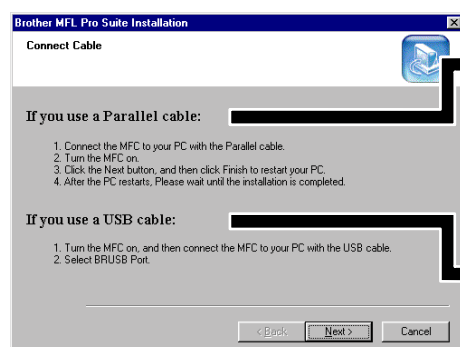 Brother MFL Pro Suite Installation
Connect Cable
If you use a Parallel cable:
1. Connect the MFC to your PC with the Parallel cable.
2. Turn the MFC on.
3. Click the Next button, and then click Finish to restart your PC.
4. After the PC restarts, Please wait until the installation is completed.
If you use a USB cable:
1. Turn the MFC on, and then connect the MFC to your PC with the USB cable.
2. Select BRUSB Port.
< Back
Next >
Cancel